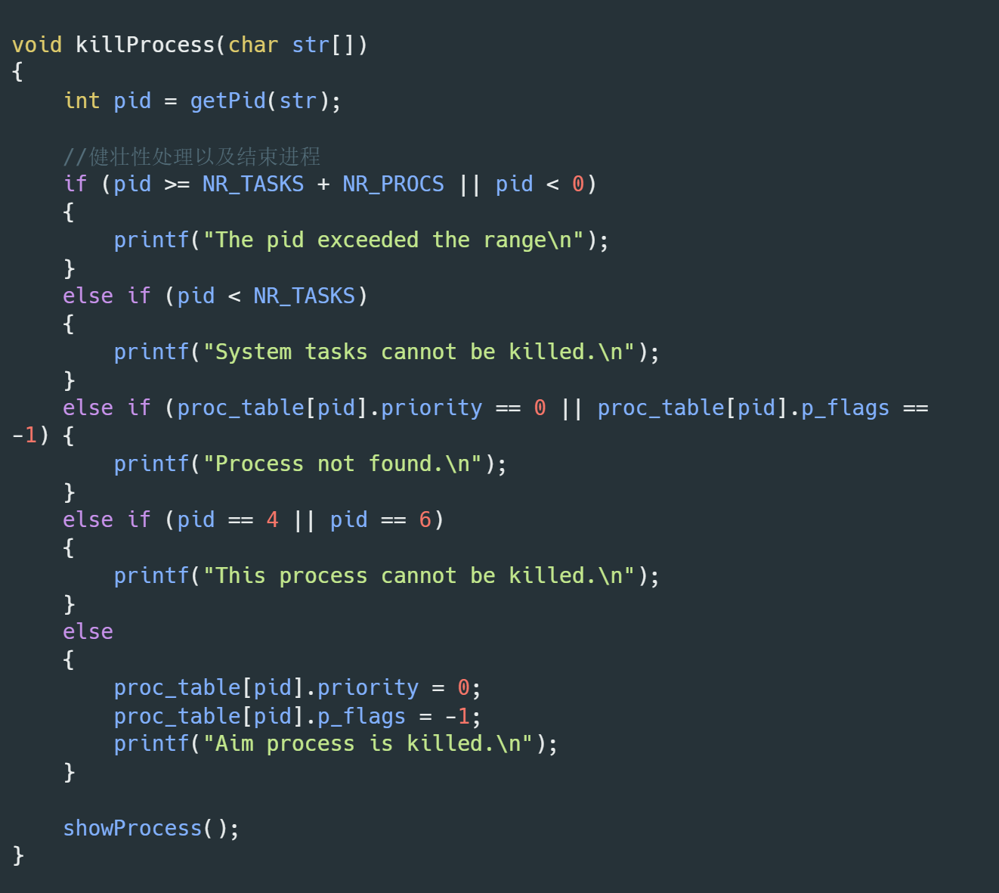 void killProcess(char str[])
{
    int pid = getPid(str);

    //健壮性处理以及结束进程
    if (pid >= NR_TASKS + NR_PROCS || pid < 0)
    {
        printf("The pid exceeded the range\n");
    }
    else if (pid < NR_TASKS)
    {
        printf("System tasks cannot be killed.\n");
    }
    else if (proc_table[pid].priority == 0 || proc_table[pid].p_flags ==
-1) {
        printf("Process not found.\n");
    }
    else if (pid == 4 || pid == 6)
    {
        printf("This process cannot be killed.\n");
    }
    else
    {
        proc_table[pid].priority = 0;
        proc_table[pid].p_flags = -1;
        printf("Aim process is killed.\n");
    }

    showProcess();
}